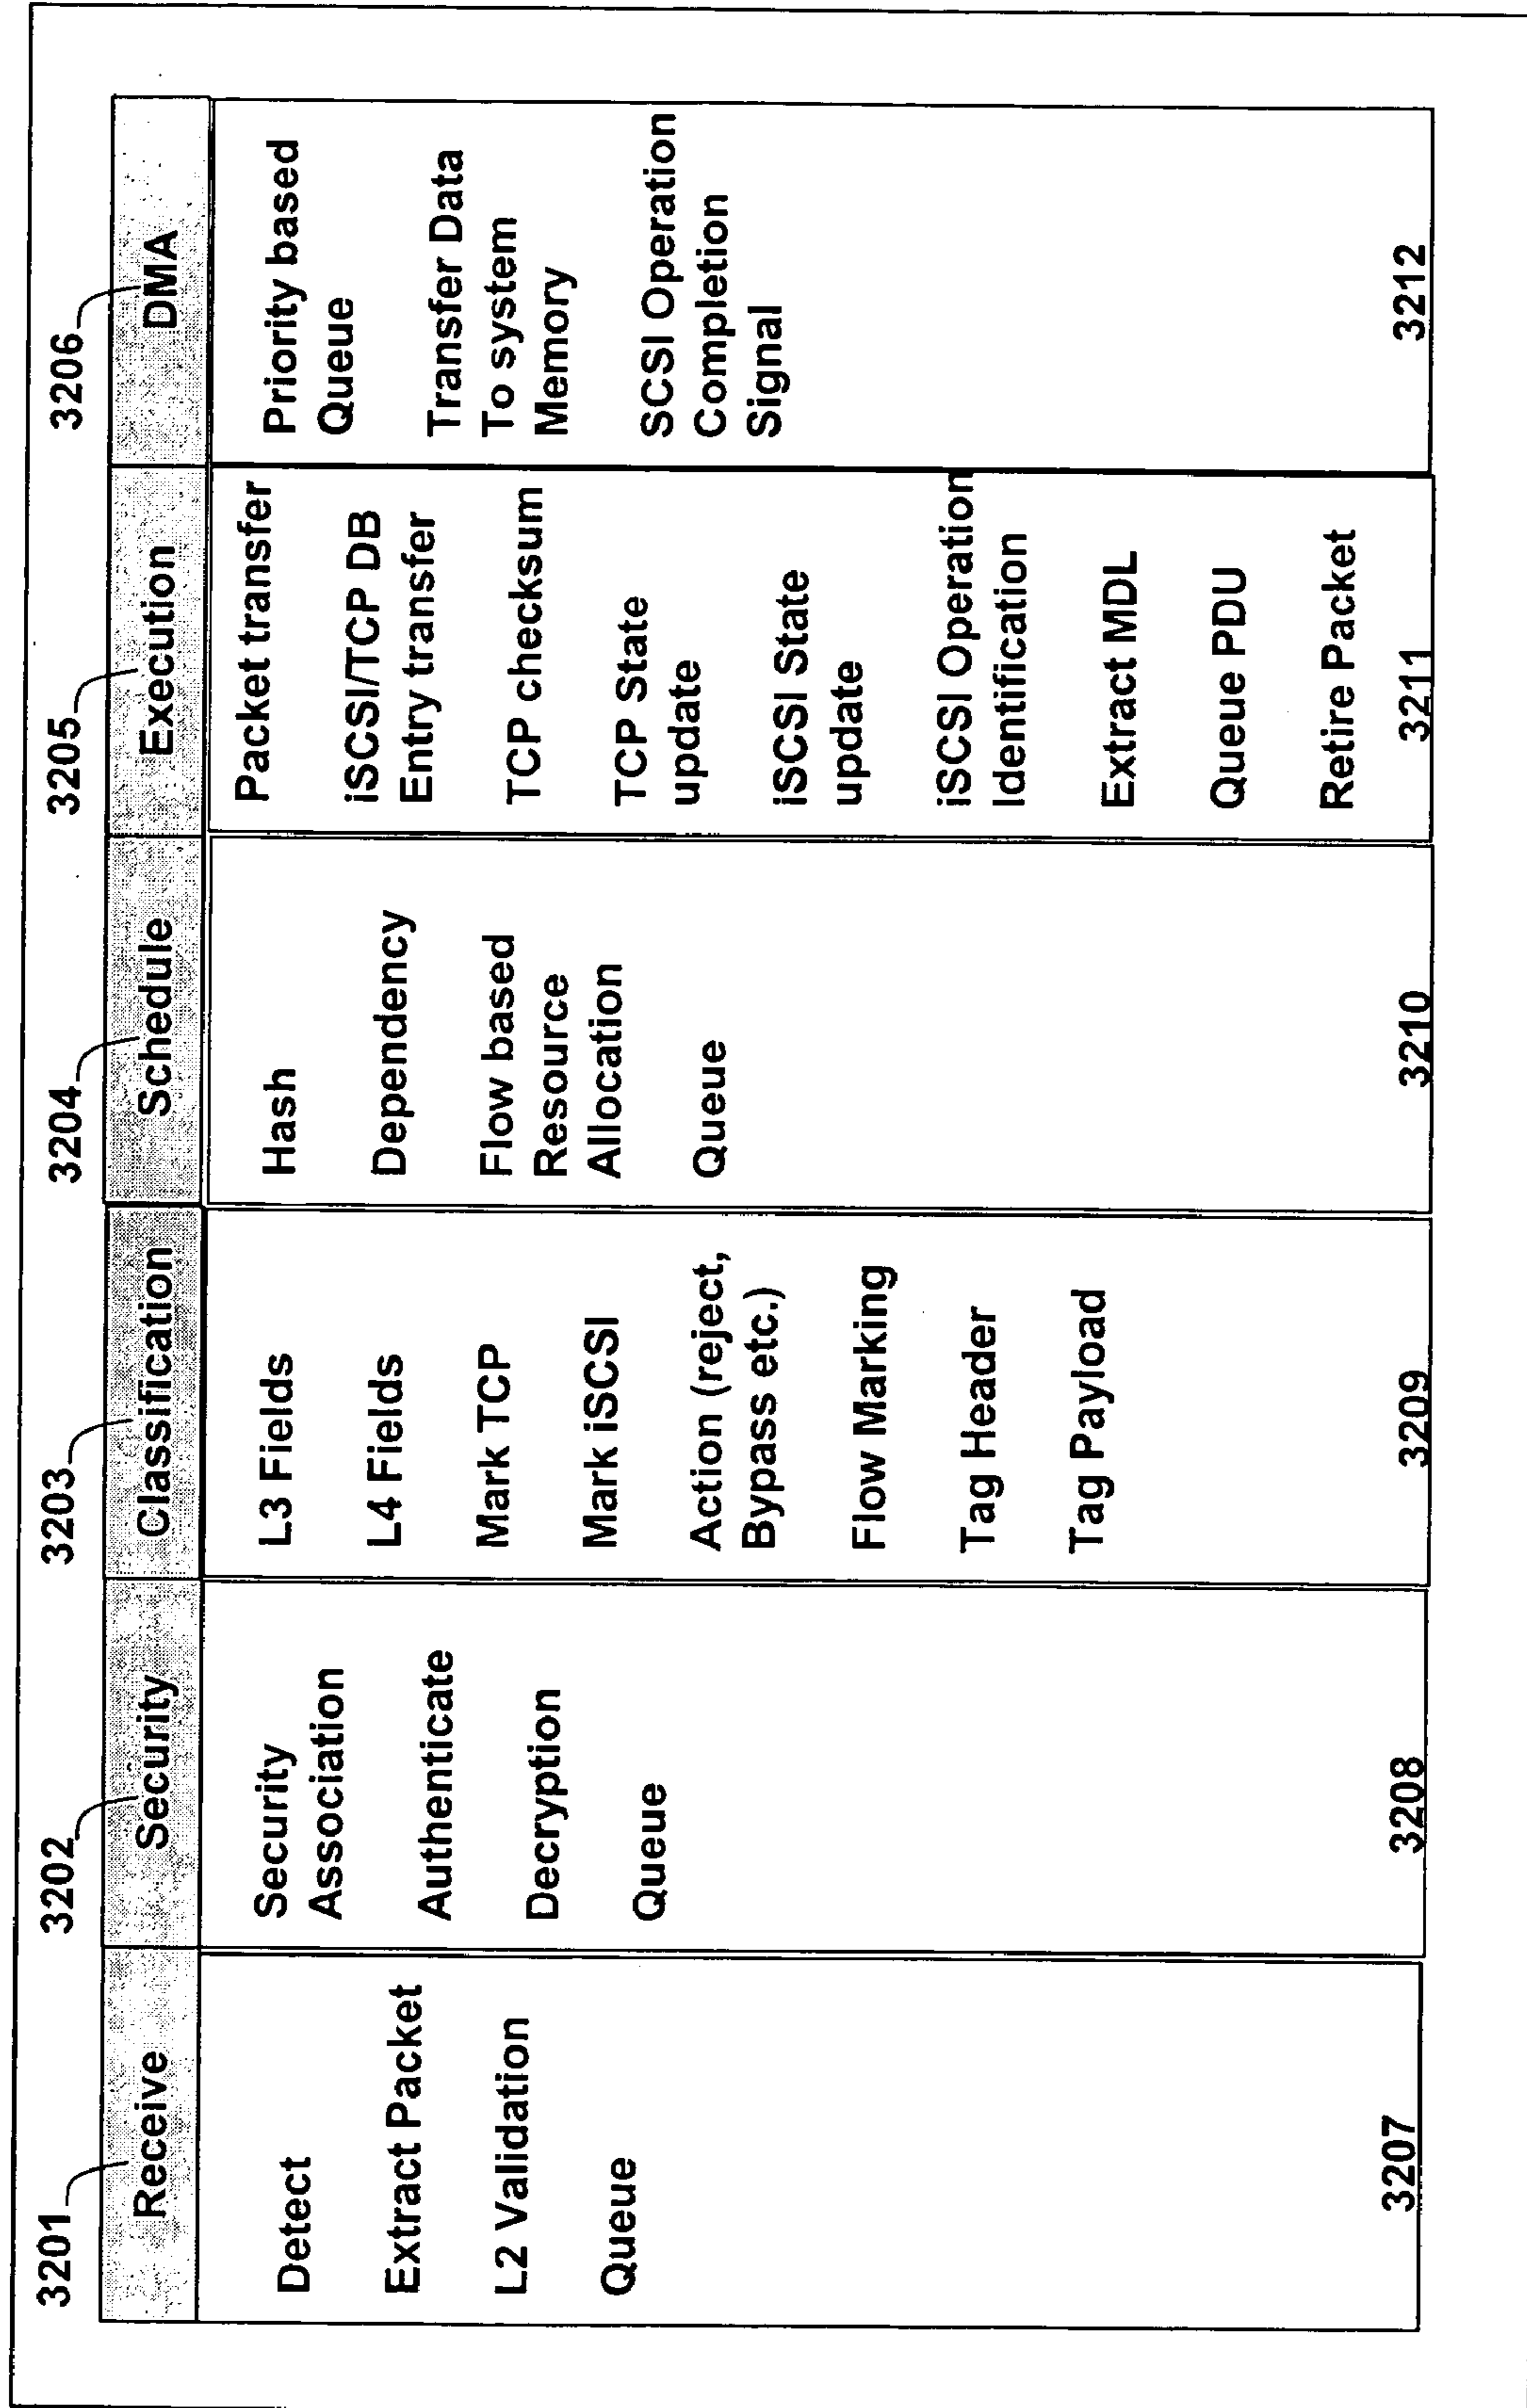 3201
Receive
Detect
Extract Packet
L2 Validation
Queue
3207
3202
Security
Security
Association
Authenticate
Decryption
Queue
3208
3203
Classification
L3 Fields
L4 Fields
Mark TCP
Mark iSCSI
Action (reject,
Bypass etc.)
Flow Marking
Tag Header
Tag Payload
3209
3204
Schedule
Hash
Dependency
Flow based
Resource
Allocation
Queue
3210
3205
Execution
Packet transfer
iSCSI/TCP DB
Entry transfer
TCP checksum
TCP State
update
iSCSI State
update
iSCSI Operation
Identification
Extract MDL
Queue PDU
Retire Packet
3211
3206
DMA
Priority based
Queue
Transfer Data
To system
Memory
SCSI Operation
Completion
Signal
3212